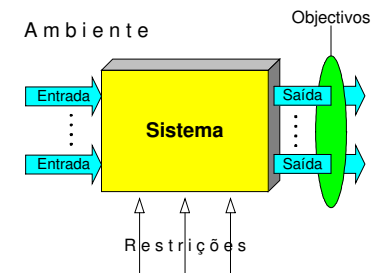 Objectivos
Ambiente
Entrada
Saída
Sistema
Entrada
Saída
Restrições